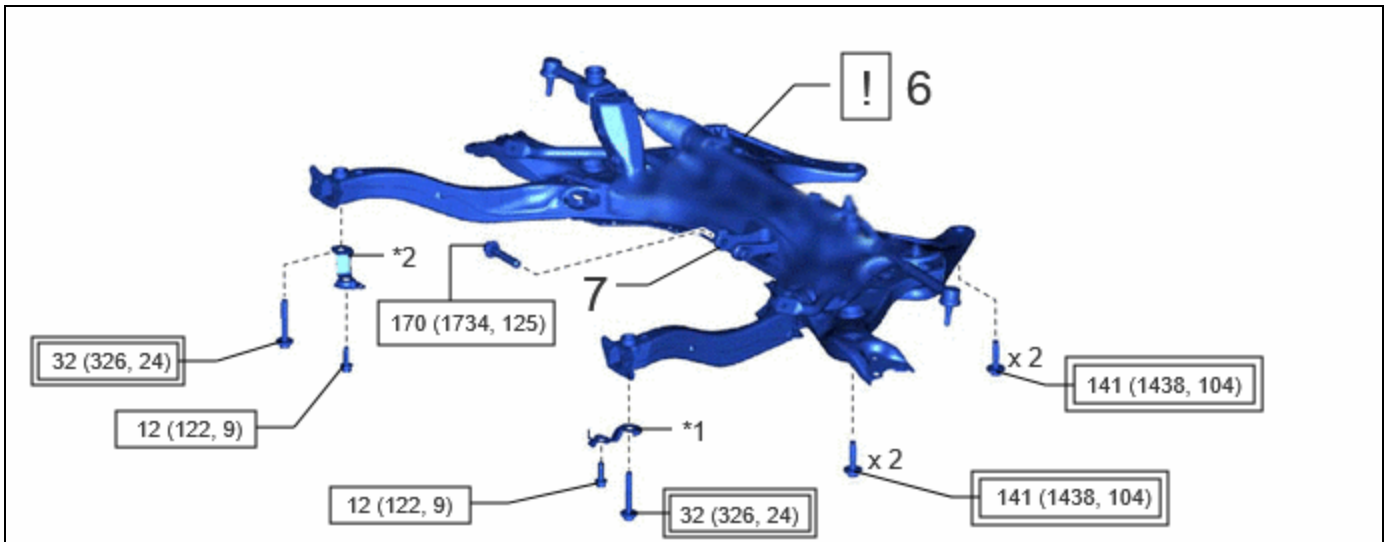 ! 6
*2
7
170 (1734, 125)
32 (326, 24)
x 2
141 (1438, 104)
12 (122, 9)
*1
x 2
12 (122, 9)
32 (326, 24)
141 (1438, 104)